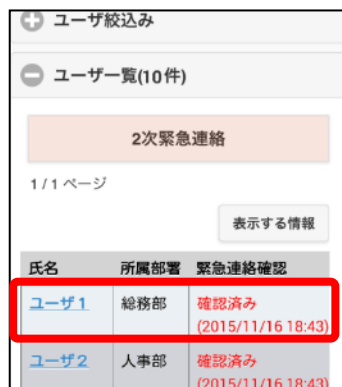 ユーザ絞込み
ユーザ一覧(10件)
2次緊急連絡
1/1 ページ
表示する情報
氏名 所属部署 緊急連絡確認
ユーザ1 総務部 確認済み
(2015/11/16 18:43)
ユーザ2 人事部 確認済み
(2015/11/16 18:43)